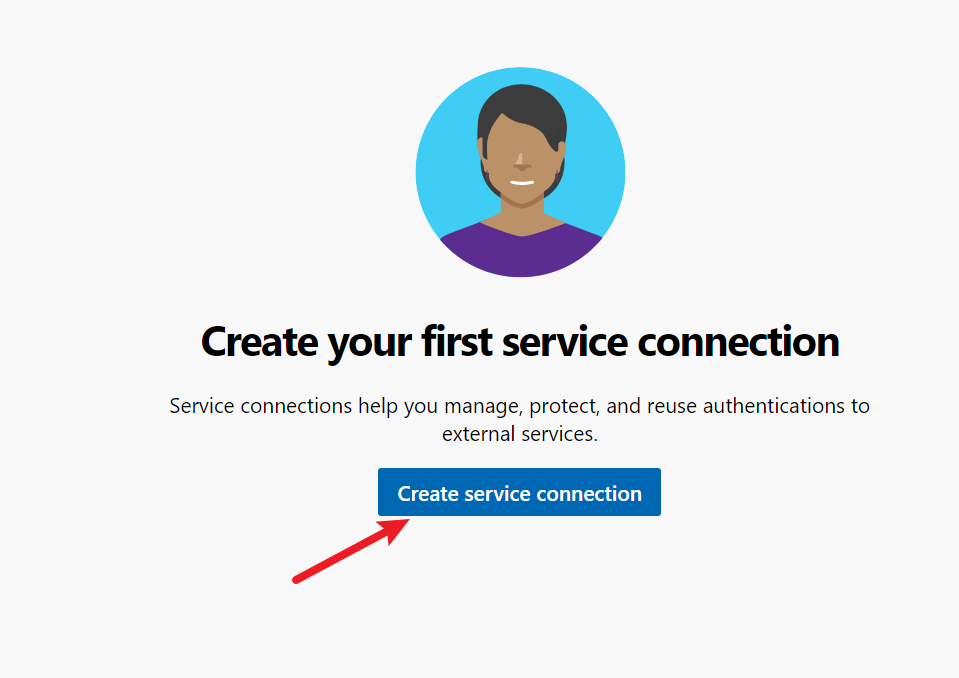 Create your first service connection
Service connections help you manage, protect, and reuse authentications to
external services.
Create service connection